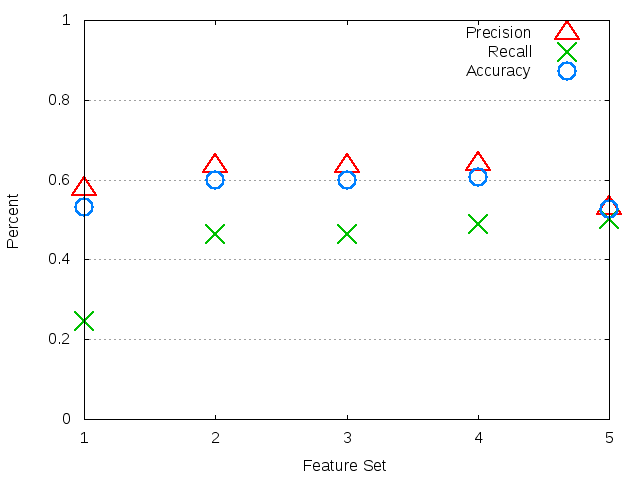 1
Precision
Recall
Accuracy
0.8
0.6
Percent
0.4
0.2
0
1 2 3 4 5
Feature Set